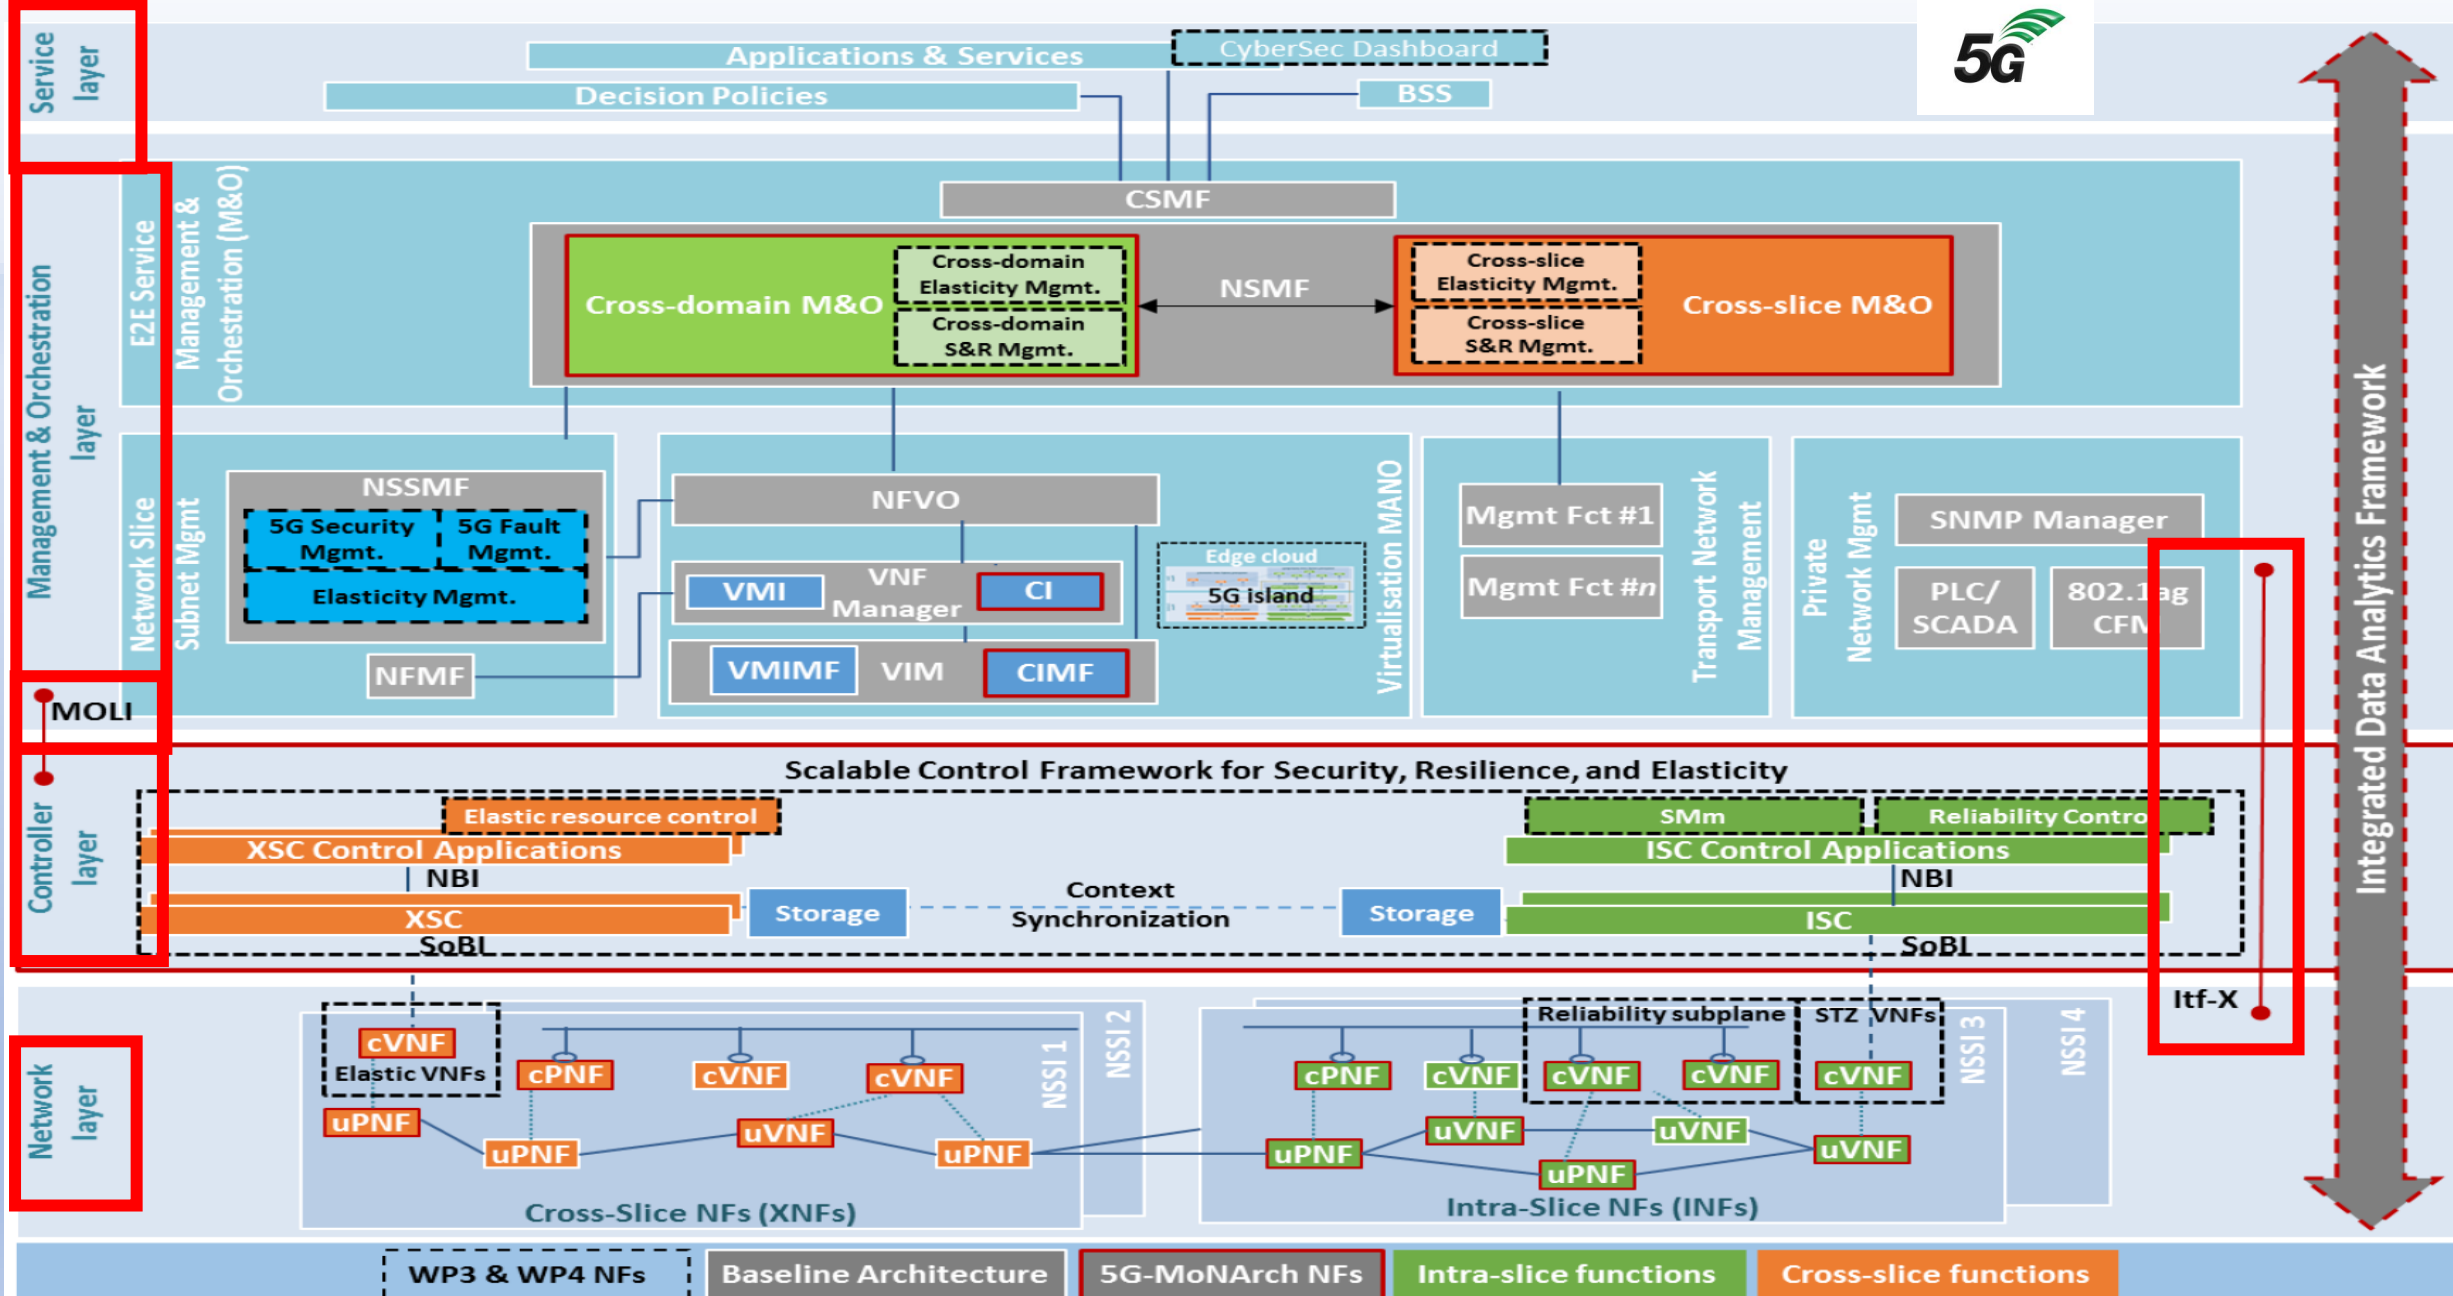 Service
layer
Applications & Services
CyberSec Dashboard
5G
Decision Policies
BSS
Management & Orchestration
layer
E2E Service
Management &
Orchestration (M&O)
CSMF
Cross-domain M&O
Cross-domain
Elasticity Mgmt.
Cross-domain
S&R Mgmt.
NSMF
Cross-slice
Elasticity Mgmt.
Cross-slice
S&R Mgmt.
Cross-slice M&O
Network Slice
Subnet Mgmt
NSSMF
5G Security
Mgmt.
5G Fault
Mgmt.
Elasticity Mgmt.
NFMF
NFVO
VMI
VNF
Manager
CI
VMIMF
VIM
CIMF
Edge cloud
5G island
Virtualisation MANO
Mgmt Fct #1
Mgmt Fct #n
Transport Network
Management
Private
Network Mgmt
SNMP Manager
PLC/
SCADA
802.1ag
CFM
Integrated Data Analytics Framework
MOLI
Controller
layer
Scalable Control Framework for Security, Resilience, and Elasticity
Elastic resource control
XSC Control Applications
NBI
XSC
SoBI
Storage
Context
Synchronization
Storage
SMm
Reliability Contro
ISC Control Applications
NBI
ISC
SoBI
Itf-X
Network
layer
cVNF
Elastic VNFs
cPNF
cVNF
cVNF
uPNF
uPNF
uVNF
uPNF
NSSI 1
NSSI 2
Cross-Slice NFs (XNFs)
Reliability subplane
STZ VNFs
cPNF
cVNF
cVNF
cVNF
cVNF
uPNF
uVNF
uPNF
uVNF
uVNF
NSSI 3
NSSI 4
Intra-Slice NFs (INFs)
WP3 & WP4 NFs
Baseline Architecture
5G-MoNArch NFs
Intra-slice functions
Cross-slice functions